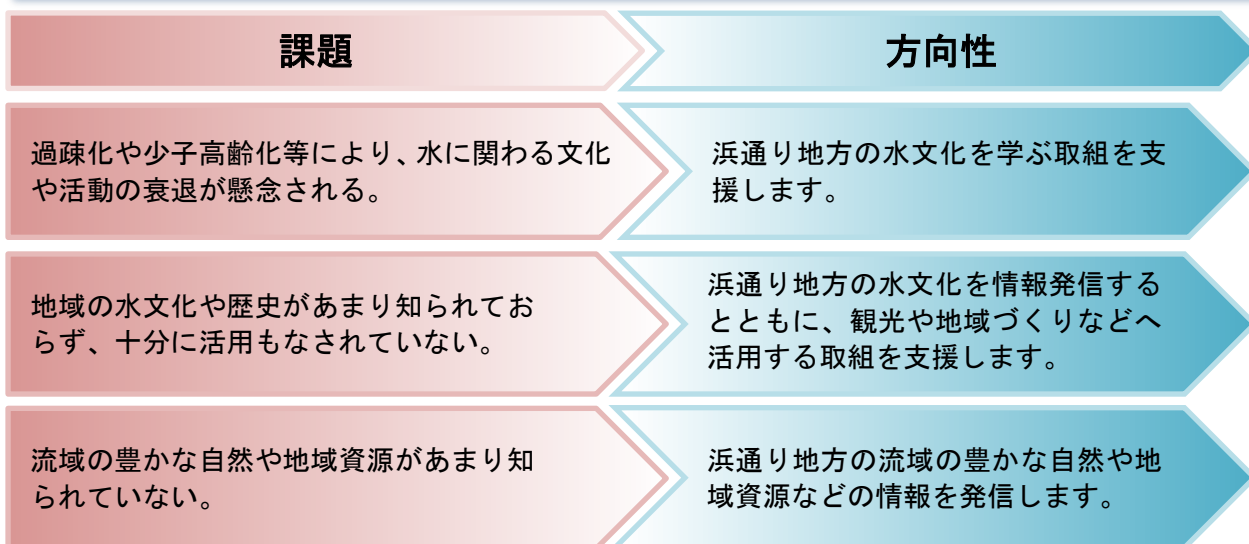 課題
方向性
過疎化や少子高齢化等により、水に関わる文化
や活動の衰退が懸念される。
浜通り地方の水文化を学ぶ取組を支
援します。
地域の水文化や歴史があまり知られてお
らず、十分に活用もなされていない。
浜通り地方の水文化を情報発信する
とともに、観光や地域づくりなどへ
活用する取組を支援します。
流域の豊かな自然や地域資源があまり知
られていない。
浜通り地方の流域の豊かな自然や地
域資源などの情報を発信します。